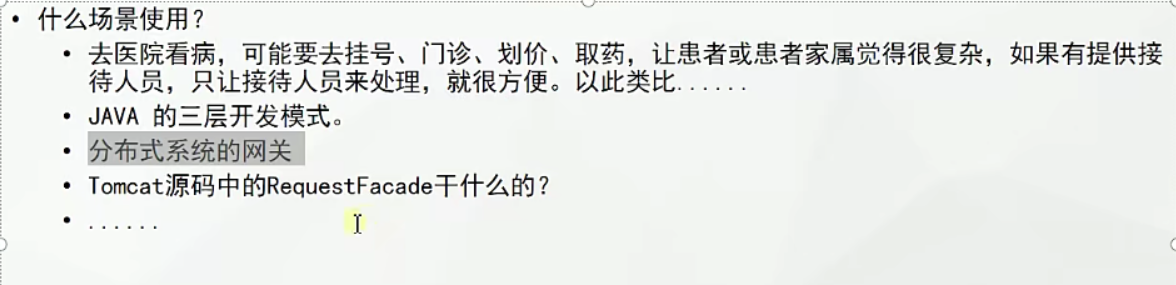 • 什么场景使用？
• 去医院看病，可能要去挂号、门诊、划价、取药，让患者或患者家属觉得很复杂，如果有提供接
待人员，只让接待人员来处理，就很方便。以此类比......
• JAVA 的三层开发模式。
• 分布式系统的网关
• Tomcat源码中的RequestFacade干什么的？
• ......